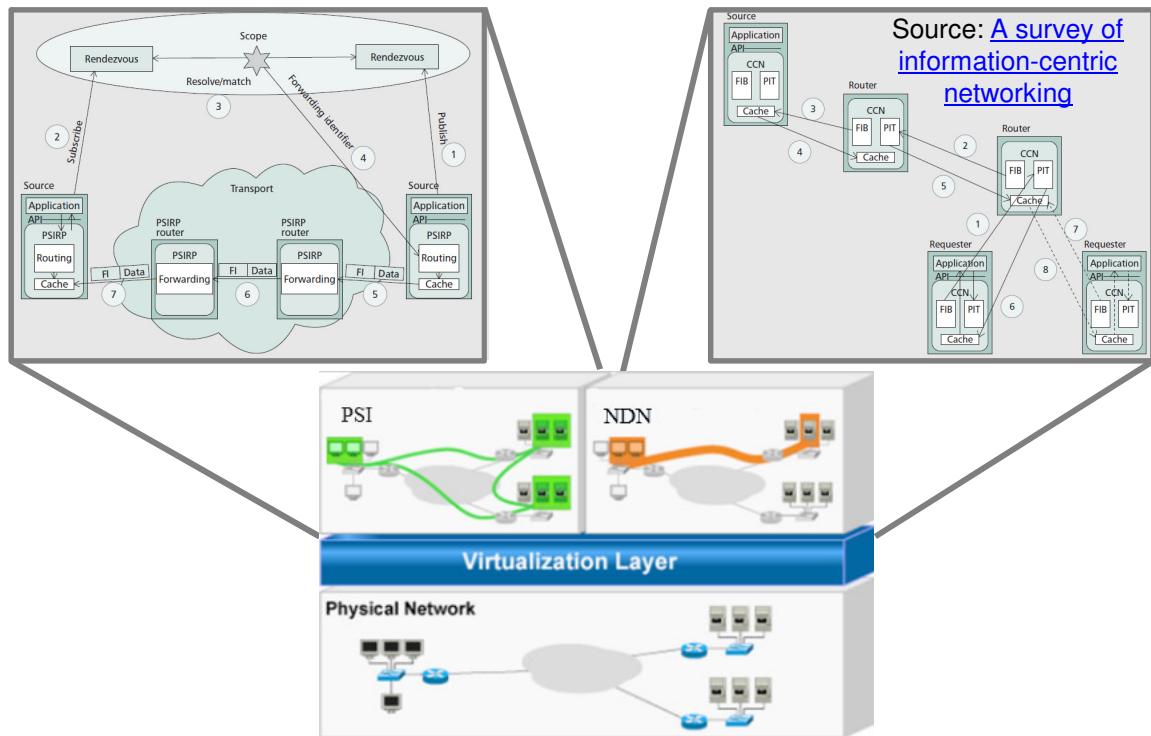 Scope
Rendezvous
Rendezvous
Resolve/match
3
Forwarding identifier
2
Subscribe
4
Publish
1
Source
Application
API
PSIRP
Routing
Cache
Transport
PSIRP
router
PSIRP
Forwarding
PSIRP
router
PSIRP
Forwarding
Source
Application
API
PSIRP
Routing
Cache
FI Data
FI Data
FI Data
7
6
5
Source
Application
API
CCN
FIB PIT
Cache
Source: A survey of
information-centric
networking
Router
CCN
FIB PIT
Cache
3
4
2
5
Router
CCN
FIB PIT
Cache
1
7
8
6
Requester
Application
API
CCN
FIB PIT
Cache
Requester
Application
API
CCN
FIB PIT
Cache
PSI
NDN
Virtualization Layer
Physical Network